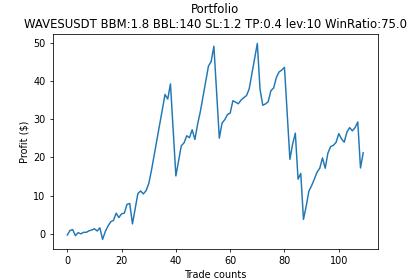 Portfolio
WAVESUSDT BBM:1.8 BBL:140 SL:1.2 TP:0.4 lev:10 WinRatio:75.0
50
40
30
20
10
0
Profit ($)
0 20 40 60 80 100
Trade counts